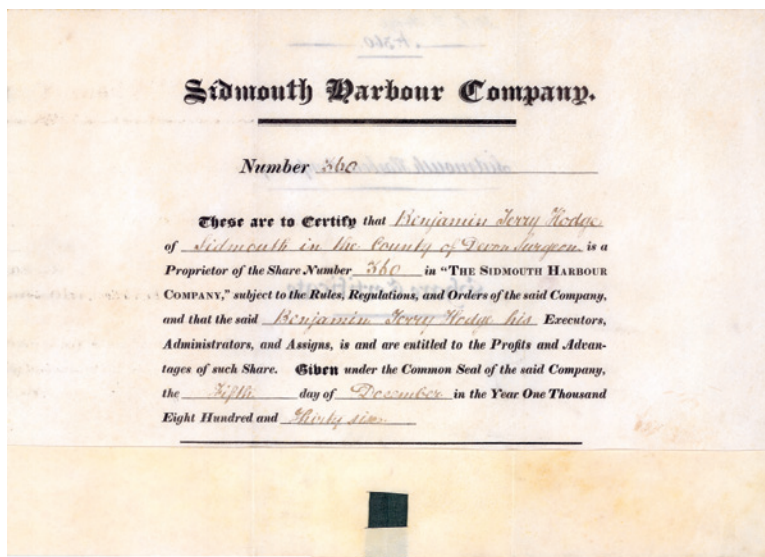 Sidmouth Harbour Company.
Number 360
These are to Certify that Benjamin Terry Hodge
of Sidmouth in the County of Devon Surgeon is a
Proprietor of the Share Number 360 in “THE SIDMOUTH HARBOUR
COMPANY,” subject to the Rules, Regulations, and Orders of the said Company,
and that the said Benjamin Terry Hodge his Executors,
Administrators, and Assigns, is and are entitled to the Profits and Advan-
tages of such Share. Given under the Common Seal of the said Company,
the Fifth day of December in the Year One Thousand
Eight Hundred and Thirty six